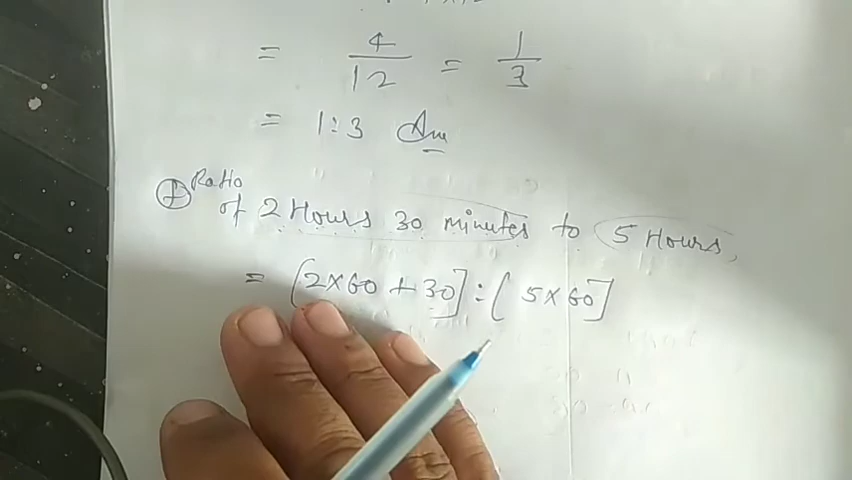 = 4/12 = 1/3
= 1:3 Ans
Ratio
of 2 Hours 30 minutes to 5 Hours,
= [2×60 + 30] : [5×60]